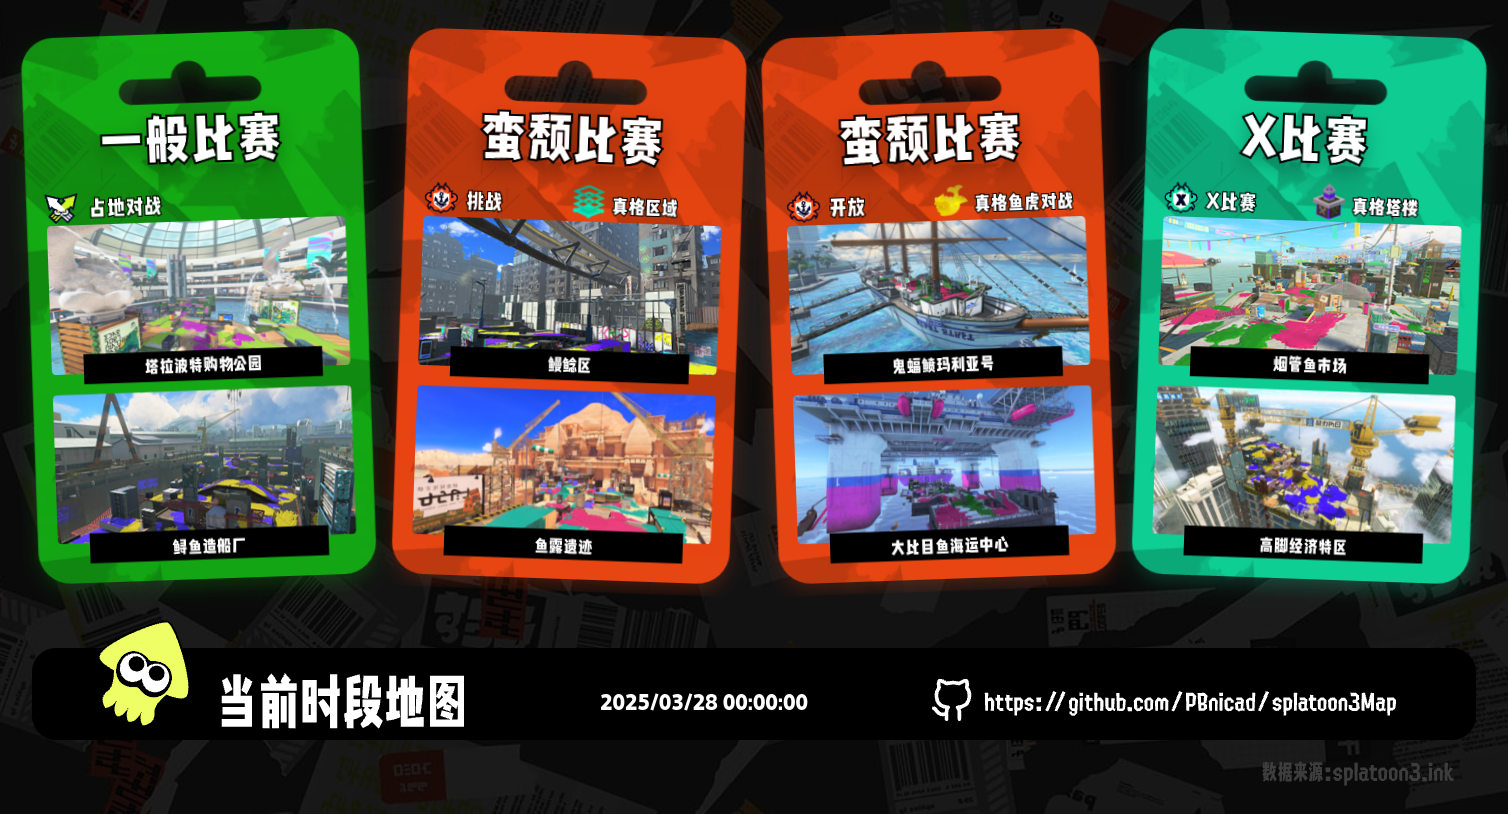 一般比赛
占地对战
塔拉波特购物公园
鲟鱼造船厂
蛮颓比赛
挑战
真格区域
鳗鲶区
鱼露遗迹
蛮颓比赛
开放
真格鱼虎对战
鬼蝠鲼玛利亚号
大比目鱼海运中心
X比赛
X比赛
真格塔楼
烟管鱼市场
高脚经济特区
当前时段地图
2025/03/28 00:00:00
https://github.com/PBnicad/splatoon3Map
数据来源:splatoon3.ink